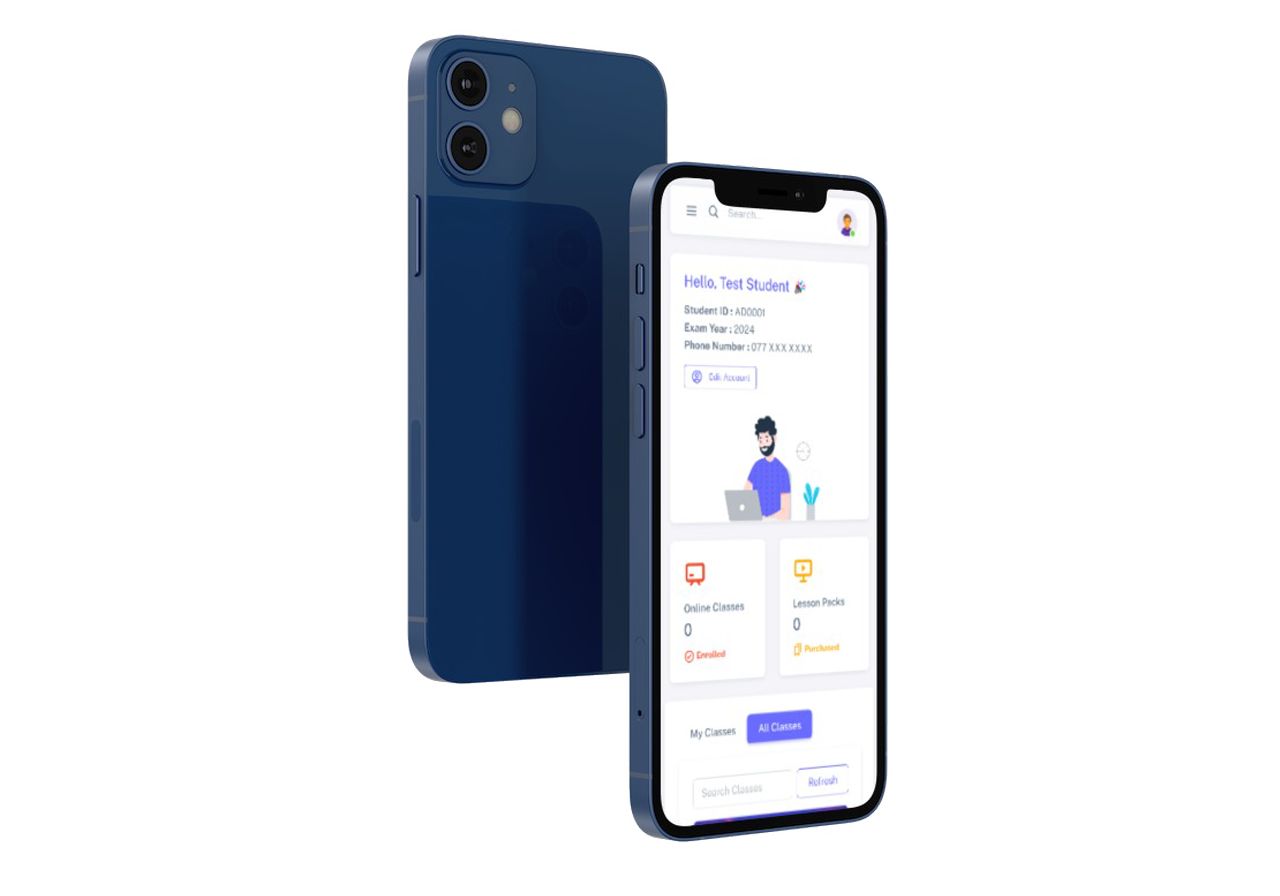 Search...
Hello, Test Student
Student ID : AD0001
Exam Year : 2024
Phone Number : 077 XXX XXXX
Edit Account
Online Classes
0
Enrolled
Lesson Packs
0
Purchased
My Classes
All Classes
Search Classes
Refresh